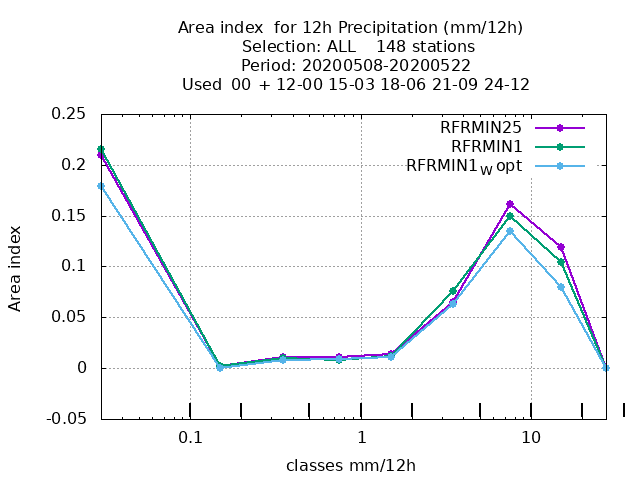 Area index  for 12h Precipitation (mm/12h)
Selection: ALL    148 stations
Period: 20200508-20200522
Used  00 + 12-00 15-03 18-06 21-09 24-12
0.25
0.2
0.15
0.1
0.05
0
-0.05
Area index
RFRMIN25
RFRMIN1
RFRMIN1W opt
0.1
1
10
classes mm/12h